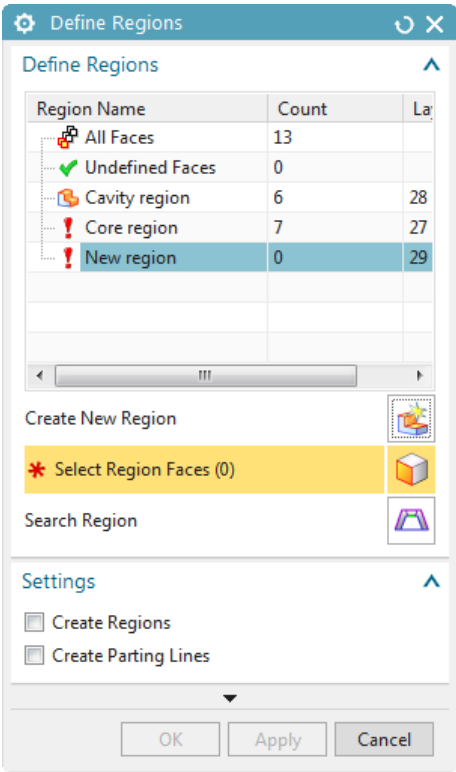 Define Regions
Define Regions
Region Name Count La
All Faces 13
Undefined Faces 0
Cavity region 6 28
Core region 7 27
New region 0 29
Create New Region
* Select Region Faces (0)
Search Region
Settings
Create Regions
Create Parting Lines
OK Apply Cancel